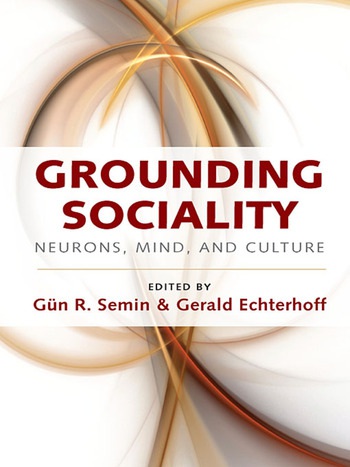 GROUNDING
SOCIALITY
NEURONS, MIND, AND CULTURE
EDITED BY
Gün R. Semin & Gerald Echterhoff